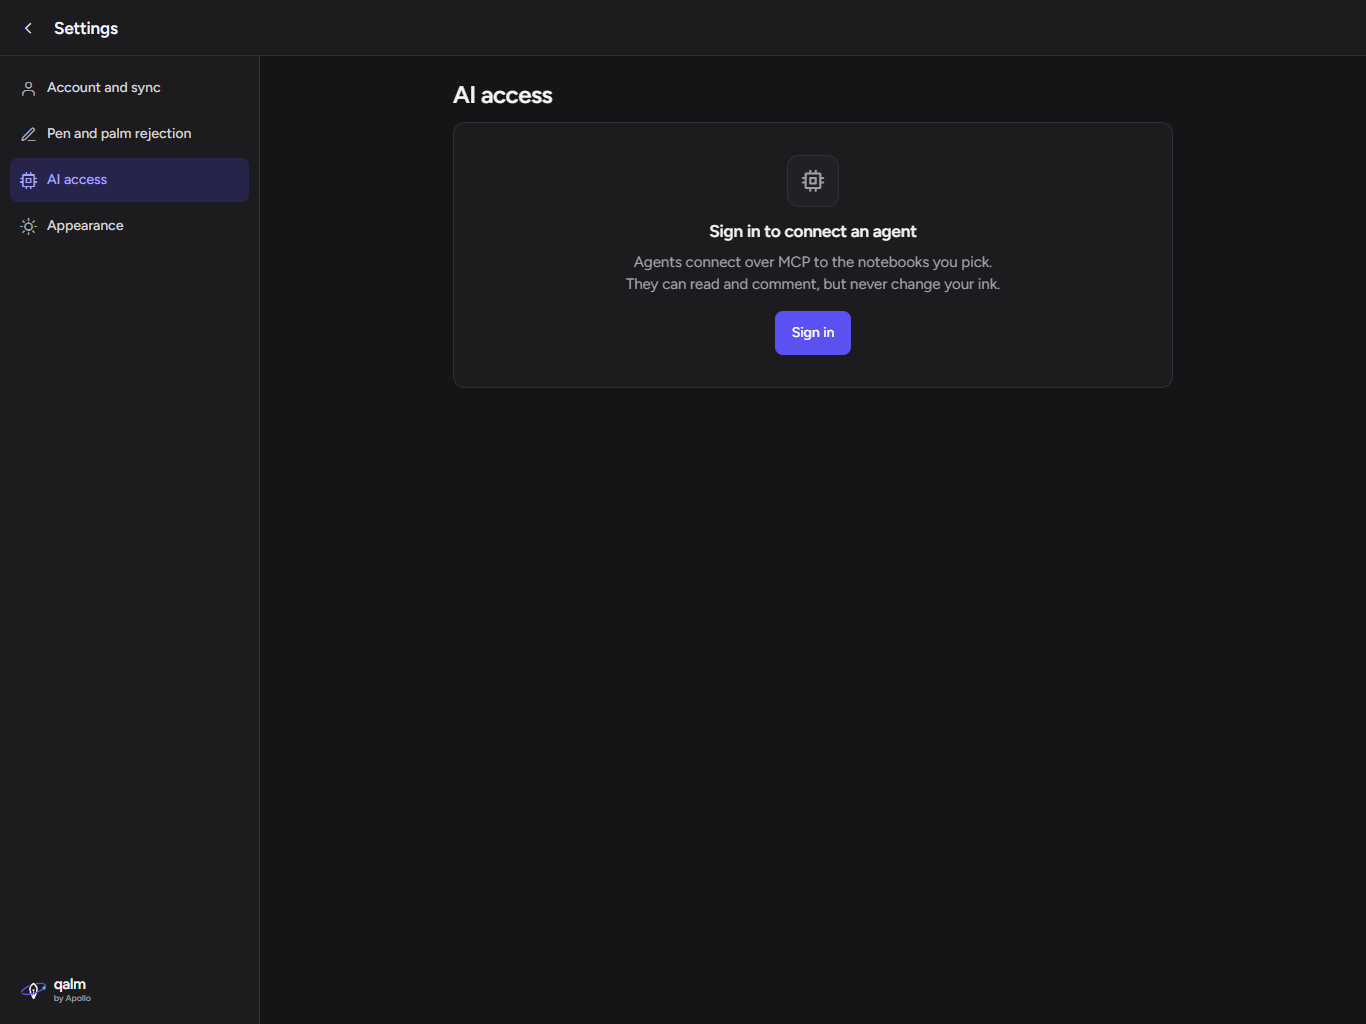 Settings
Account and sync
Pen and palm rejection
AI access
Appearance
AI access
Sign in to connect an agent
Agents connect over MCP to the notebooks you pick.
They can read and comment, but never change your ink.
Sign in
qalm
by Apollo